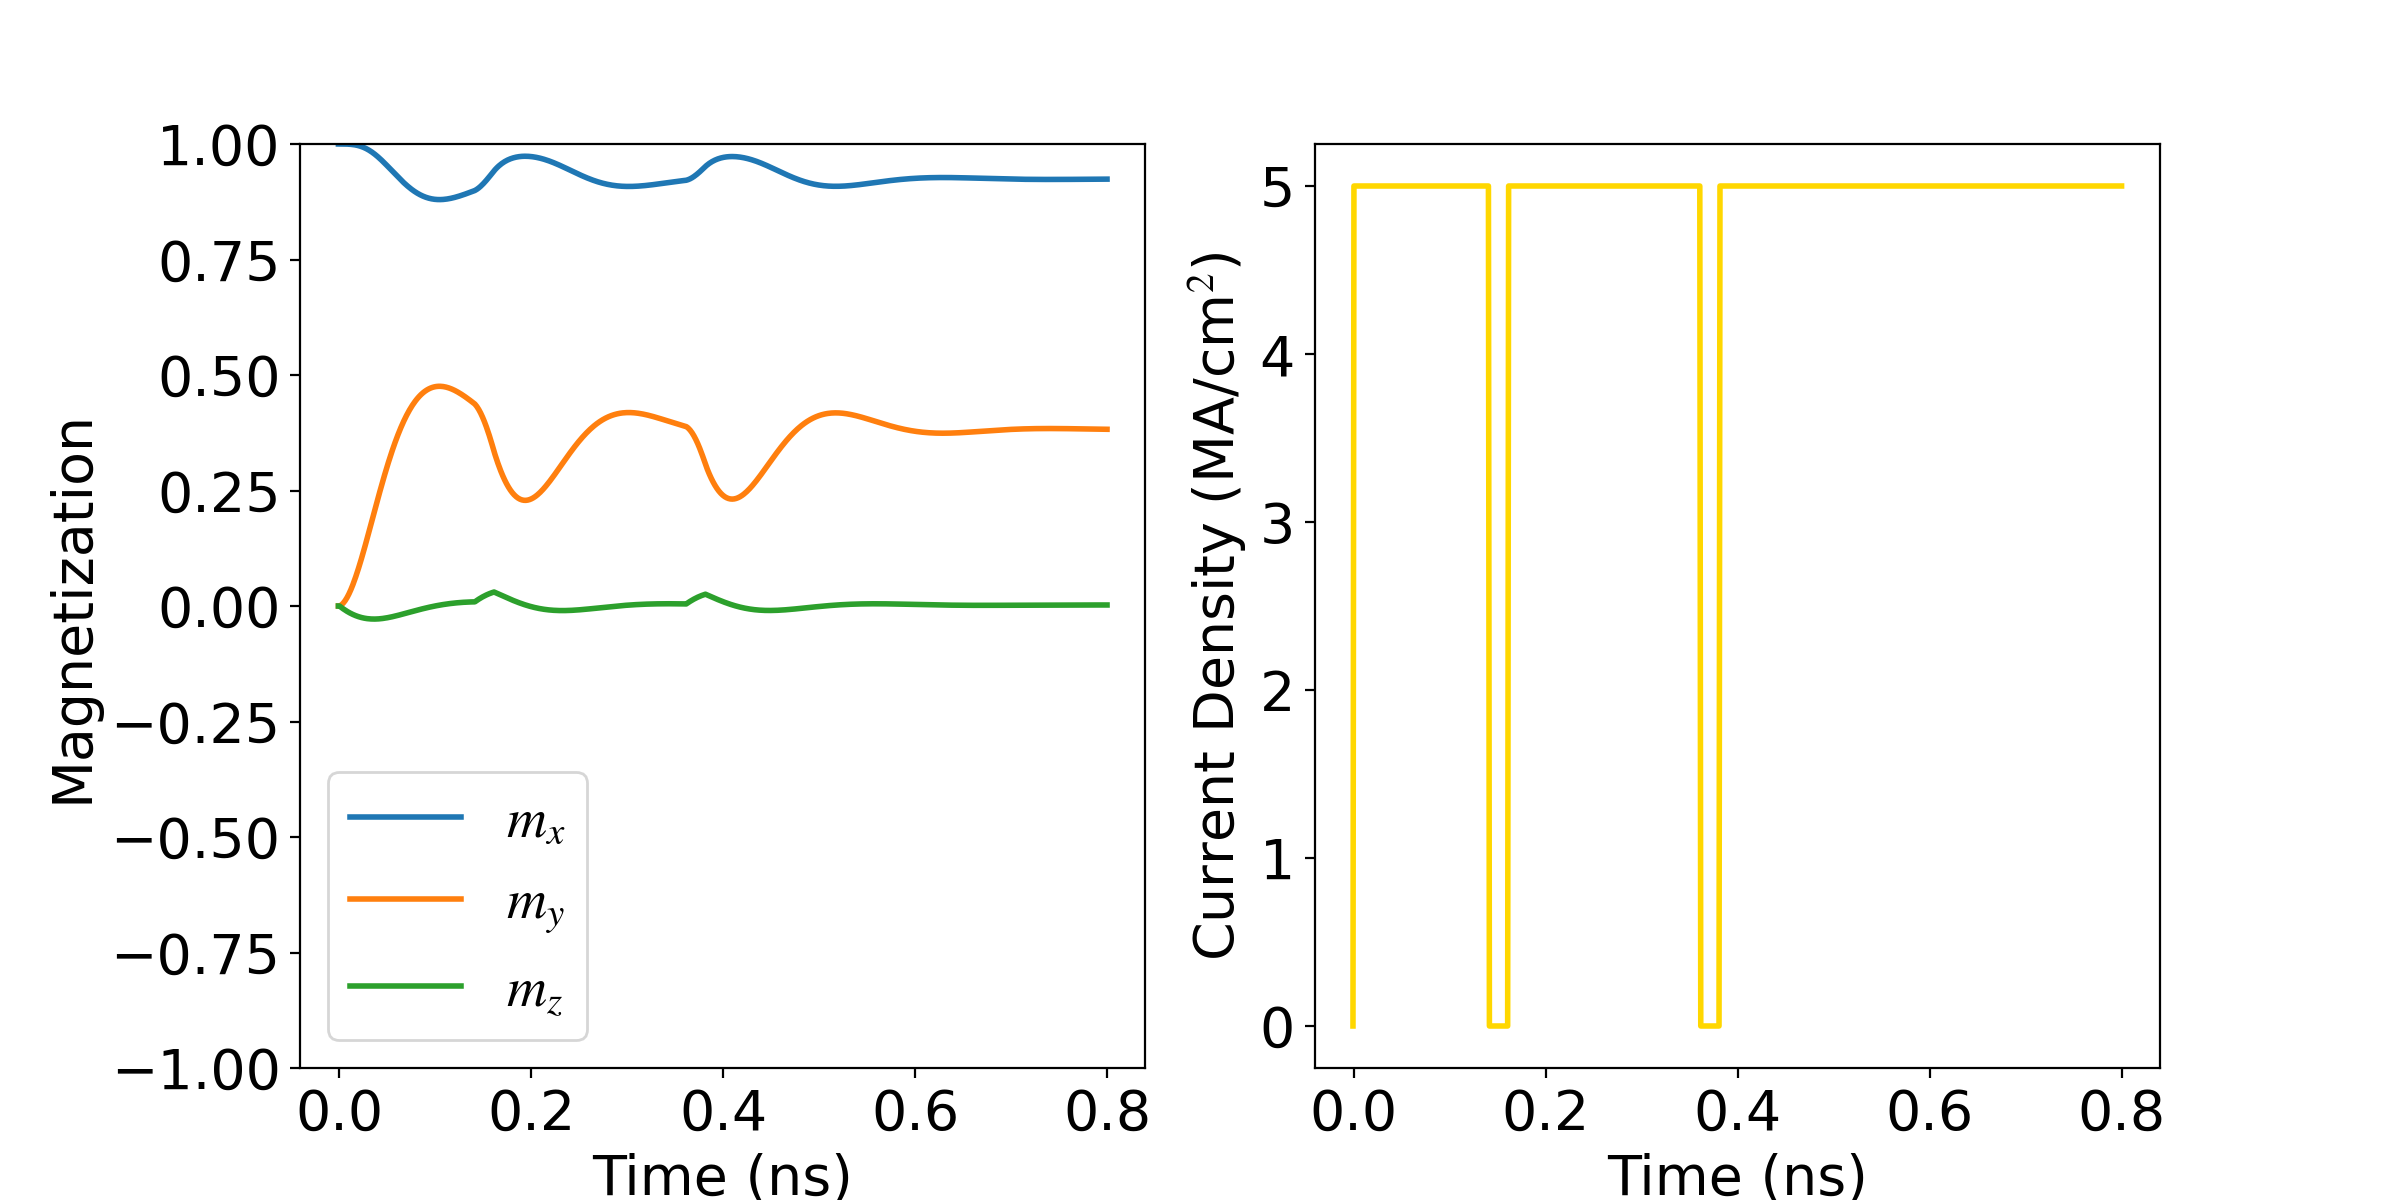 1.00
0.75
0.50
0.25
0.00
−0.25
−0.50
−0.75
−1.00
Magnetization
m_x
m_y
m_z
0.0 0.2 0.4 0.6 0.8
Time (ns)
5
4
3
2
1
0
Current Density (MA/cm²)
0.0 0.2 0.4 0.6 0.8
Time (ns)